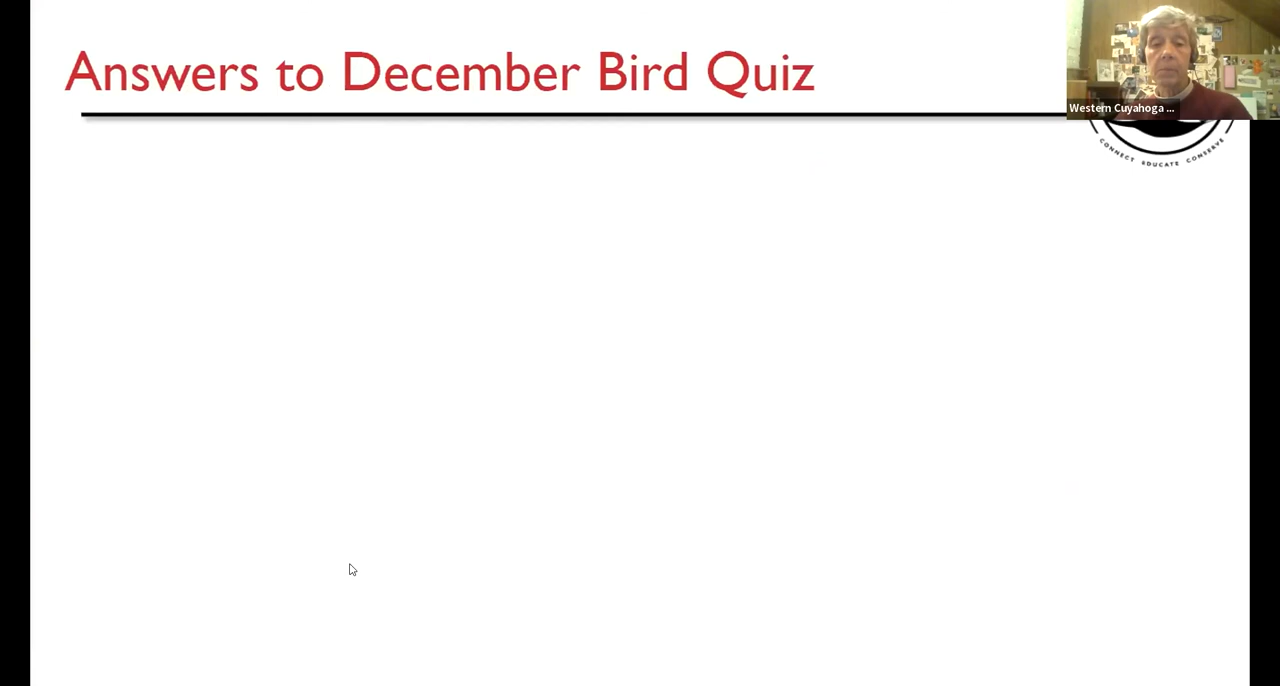 Answers to December Bird Quiz
Western Cuyahoga ...
CONNECT EDUCATE CONSERVE